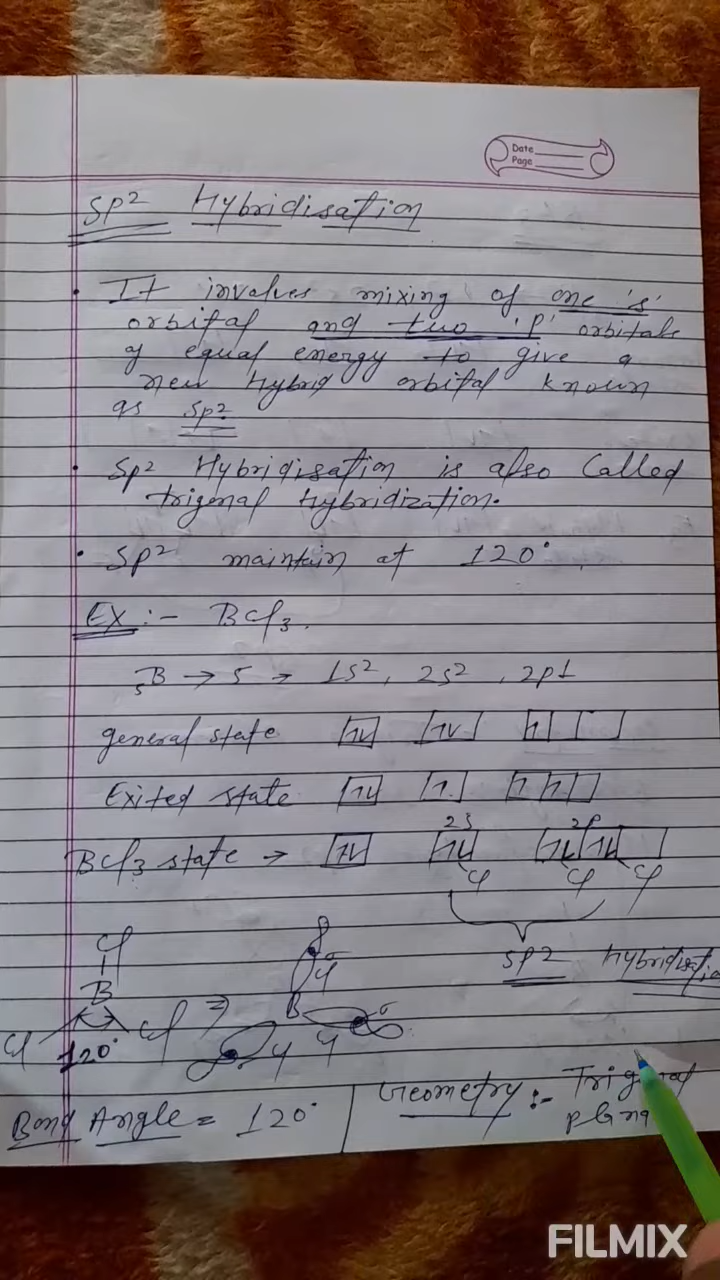 Date
Page
SP² Hybridisation
• It involves mixing of one 's'
orbital and two 'P' orbitals
of equal energy to give a
new hybrid orbital known
as SP²
• SP² Hybridisation is also called
trigonal hybridization.
• SP² maintain at 120°
Ex :- BCl₃.
₅B → 5 → 1s², 2s², 2p1
general state
Exited state
2s 2p
BCl₃ state →
Cl Cl Cl
SP² Hybridisation
Cl
B
Cl 120° Cl
B
Cl Cl Cl
σ σ
Bond Angle = 120°
Geometry :- Trigonal
plana
FILMIX